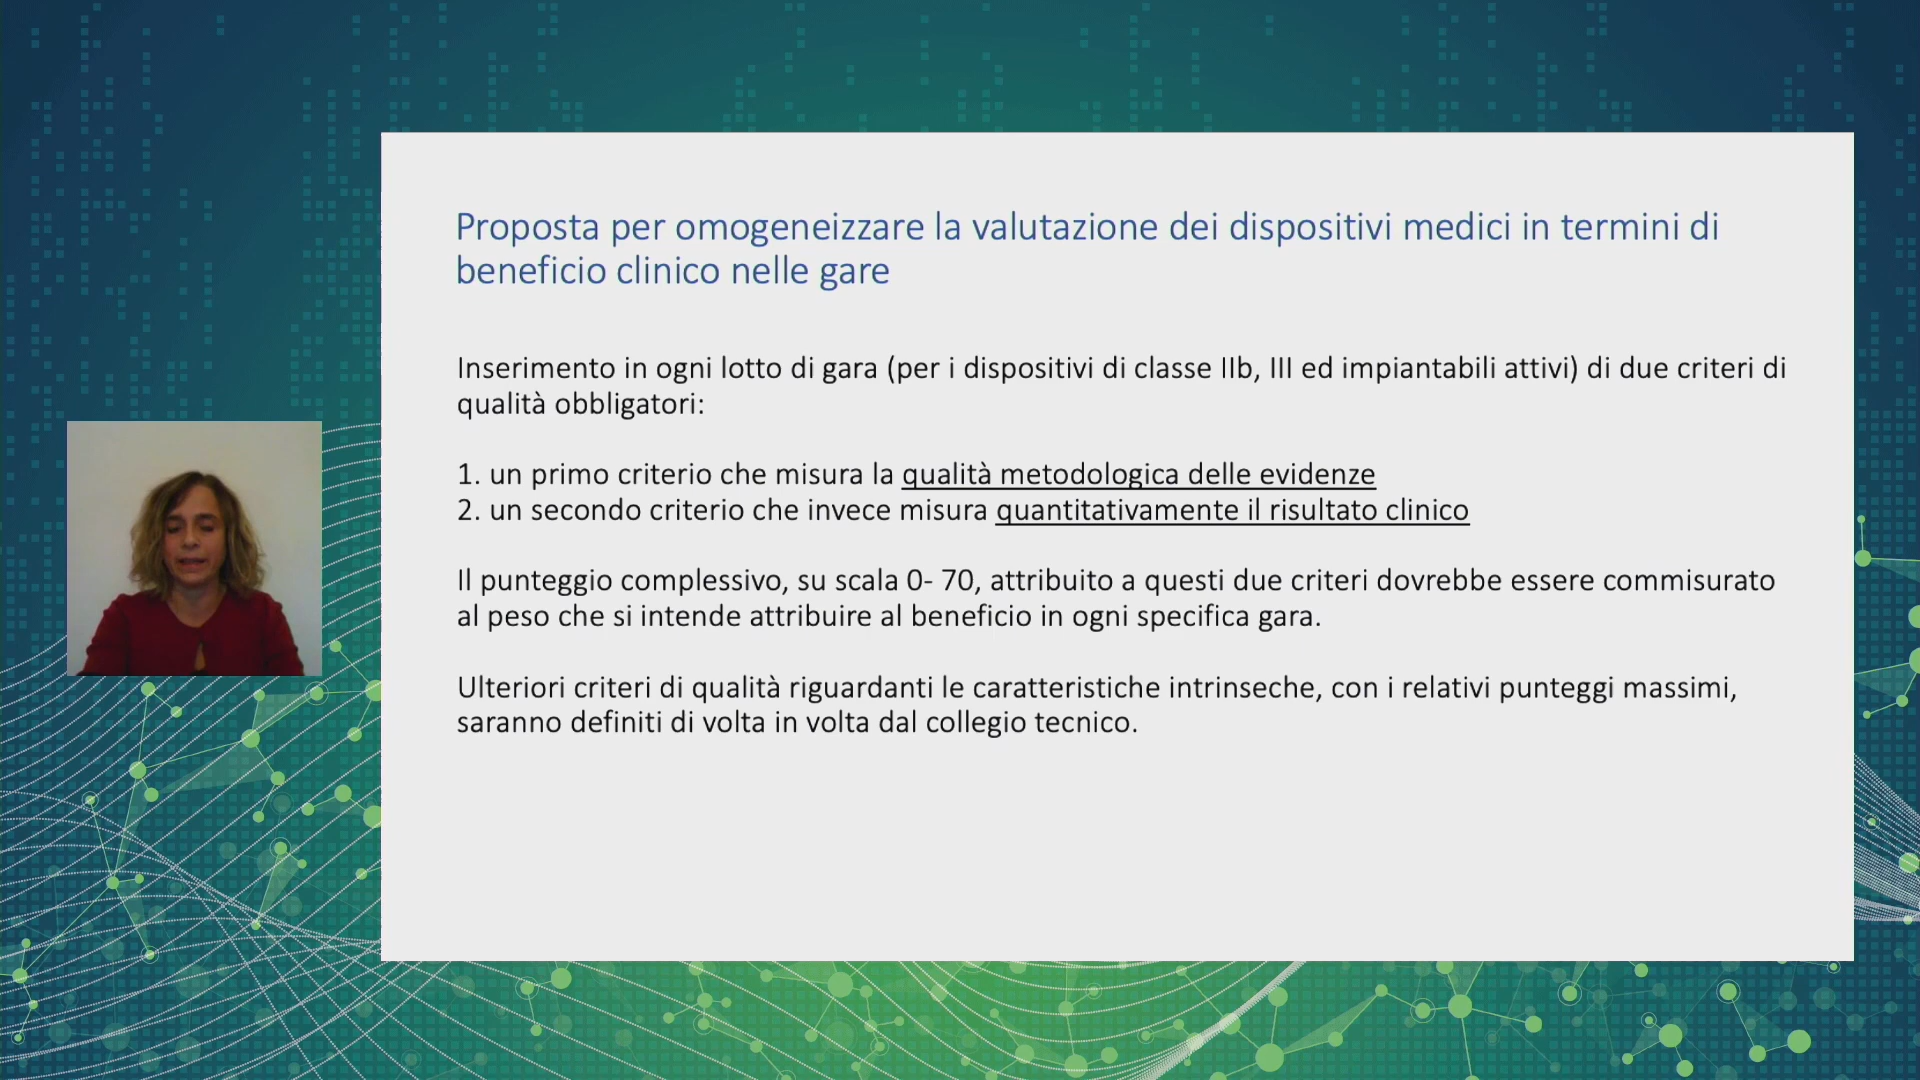 Proposta per omogeneizzare la valutazione dei dispositivi medici in termini di
beneficio clinico nelle gare
Inserimento in ogni lotto di gara (per i dispositivi di classe IIb, III ed impiantabili attivi) di due criteri di
qualità obbligatori:
1. un primo criterio che misura la qualità metodologica delle evidenze
2. un secondo criterio che invece misura quantitativamente il risultato clinico
Il punteggio complessivo, su scala 0- 70, attribuito a questi due criteri dovrebbe essere commisurato
al peso che si intende attribuire al beneficio in ogni specifica gara.
Ulteriori criteri di qualità riguardanti le caratteristiche intrinseche, con i relativi punteggi massimi,
saranno definiti di volta in volta dal collegio tecnico.